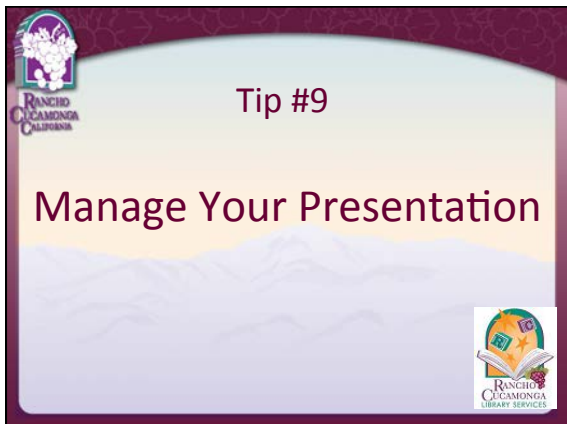 RANCHO
CUCAMONGA
CALIFORNIA
Tip #9
Manage Your Presentation
RANCHO
CUCAMONGA
LIBRARY SERVICES